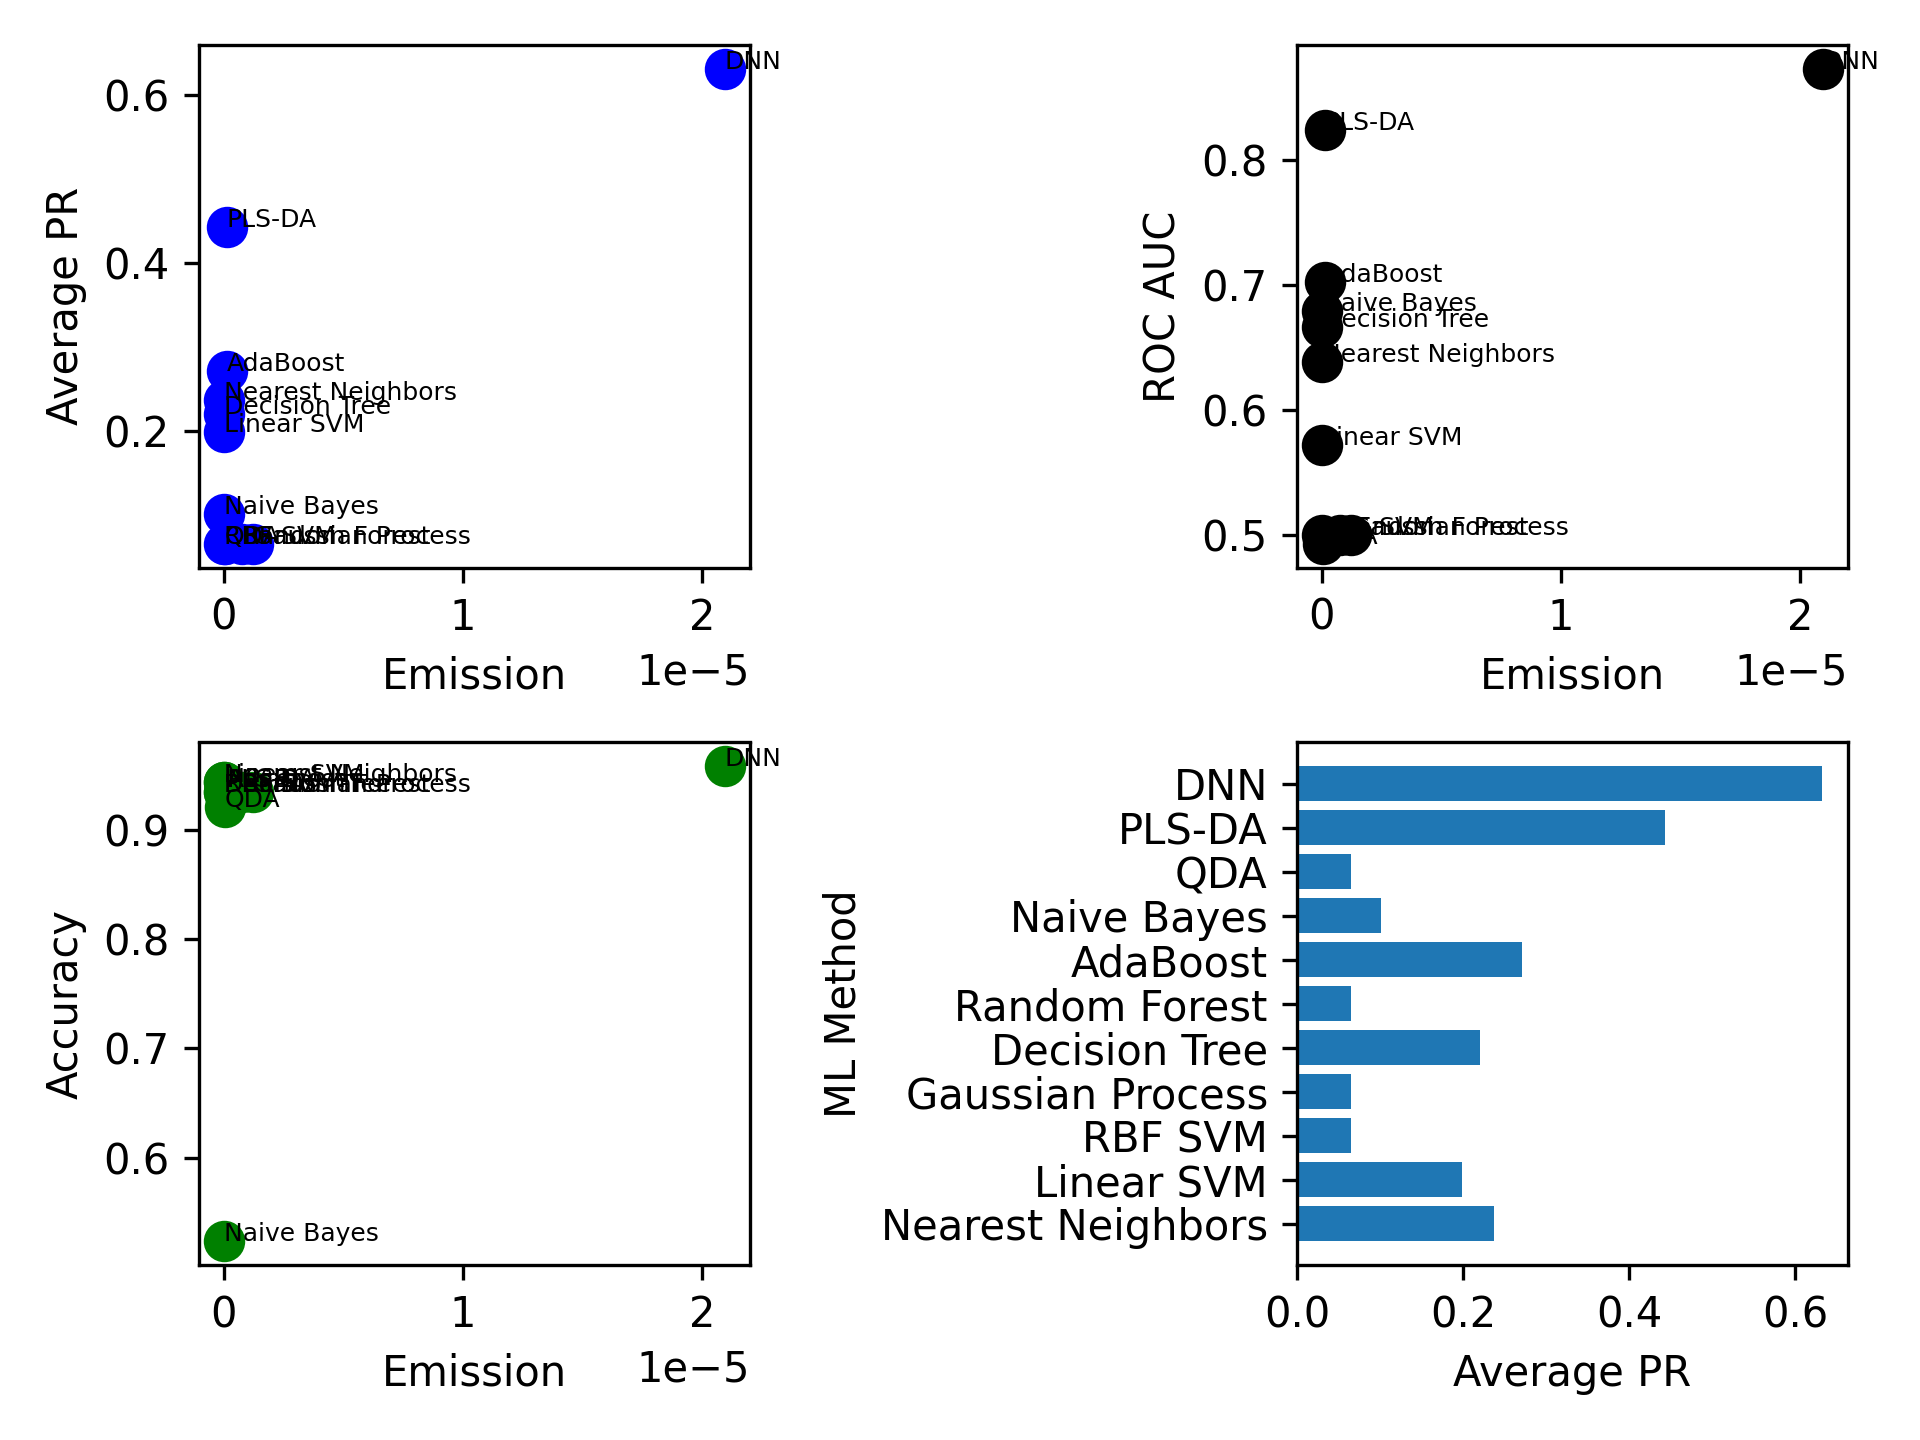 Average PR
0.6
0.4
0.2
DNN
PLS-DA
AdaBoost
Nearest Neighbors
Decision Tree
Linear SVM
Naive Bayes
0
1
2
Emission
1e−5
ROC AUC
0.8
0.7
0.6
0.5
DNN
PLS-DA
AdaBoost
Naive Bayes
Decision Tree
Nearest Neighbors
Linear SVM
0
1
2
Emission
1e−5
Accuracy
0.9
0.8
0.7
0.6
DNN
QDA
Naive Bayes
0
1
2
Emission
1e−5
ML Method
DNN
PLS-DA
QDA
Naive Bayes
AdaBoost
Random Forest
Decision Tree
Gaussian Process
RBF SVM
Linear SVM
Nearest Neighbors
0.0
0.2
0.4
0.6
Average PR